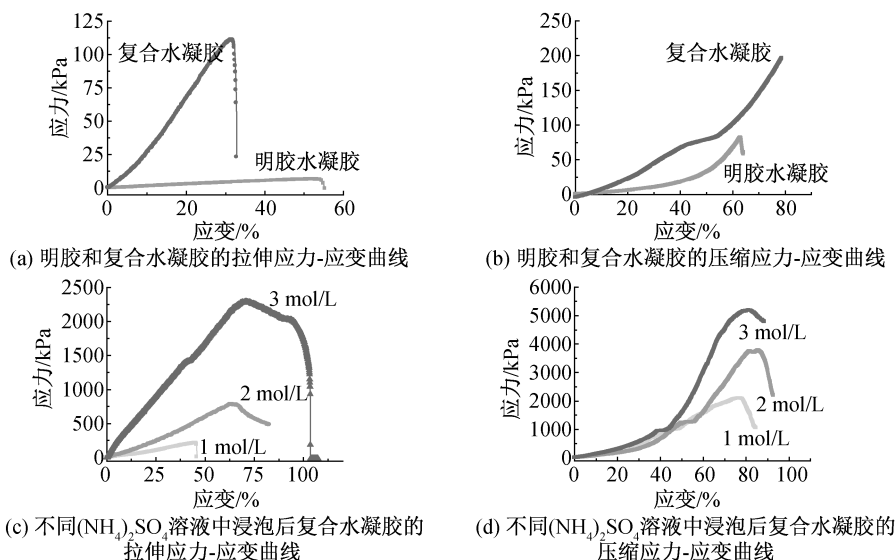 125
100
75
50
25
0
应力/kPa
复合水凝胶
明胶水凝胶
0 20 40 60
应变/%
(a) 明胶和复合水凝胶的拉伸应力-应变曲线
250
200
150
100
50
0
应力/kPa
复合水凝胶
明胶水凝胶
0 20 40 60 80
应变/%
(b) 明胶和复合水凝胶的压缩应力-应变曲线
2500
2000
1500
1000
500
0
应力/kPa
3 mol/L
2 mol/L
1 mol/L
0 25 50 75 100
应变/%
(c) 不同(NH₄)₂SO₄溶液中浸泡后复合水凝胶的
拉伸应力-应变曲线
6000
5000
4000
3000
2000
1000
0
应力/kPa
3 mol/L
2 mol/L
1 mol/L
0 20 40 60 80 100
应变/%
(d) 不同(NH₄)₂SO₄溶液中浸泡后复合水凝胶的
压缩应力-应变曲线